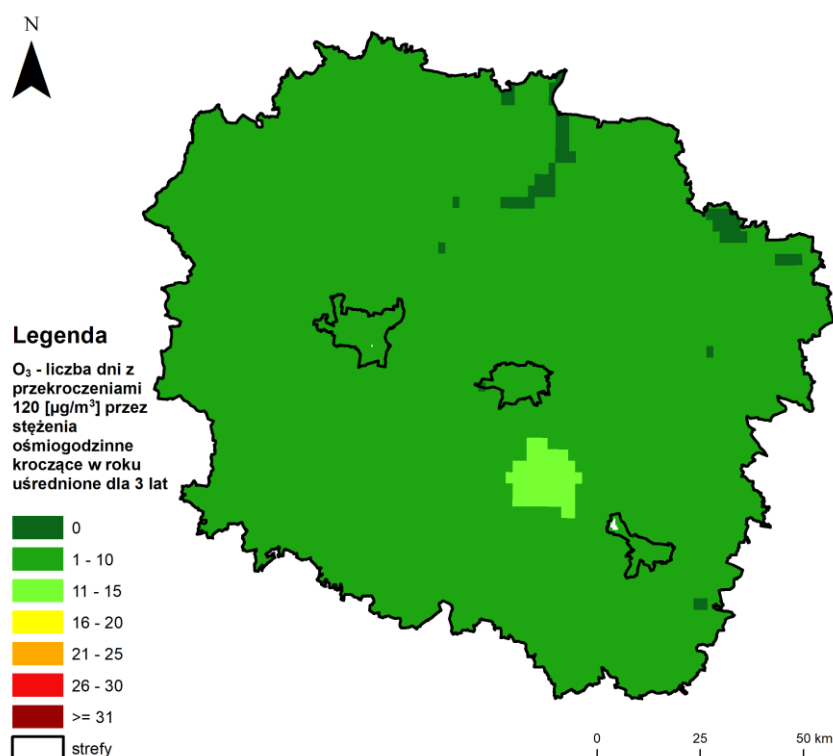 N
Legenda
O₃ - liczba dni z
przekroczeniami
120 [µg/m³] przez
stężenia
ośmiogodzinne
kroczące w roku
uśrednione dla 3 lat
0
1 - 10
11 - 15
16 - 20
21 - 25
26 - 30
>= 31
strefy
0 25 50 km